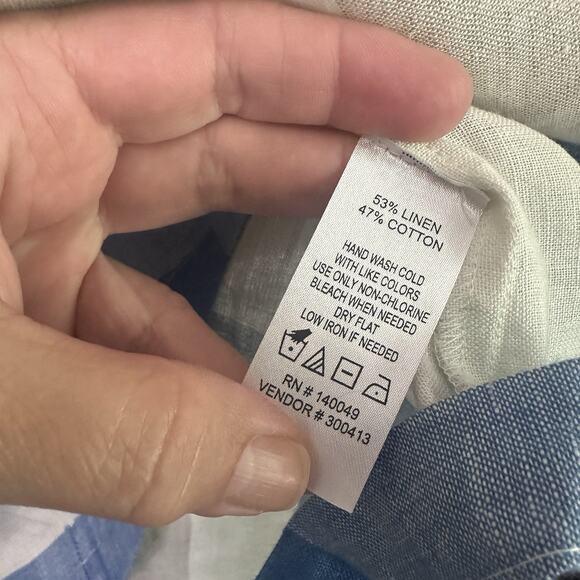 53% LINEN
47% COTTON
HAND WASH COLD
WITH LIKE COLORS
USE ONLY NON-CHLORINE
BLEACH WHEN NEEDED
DRY FLAT
LOW IRON IF NEEDED
RN # 140049
VENDOR # 300413